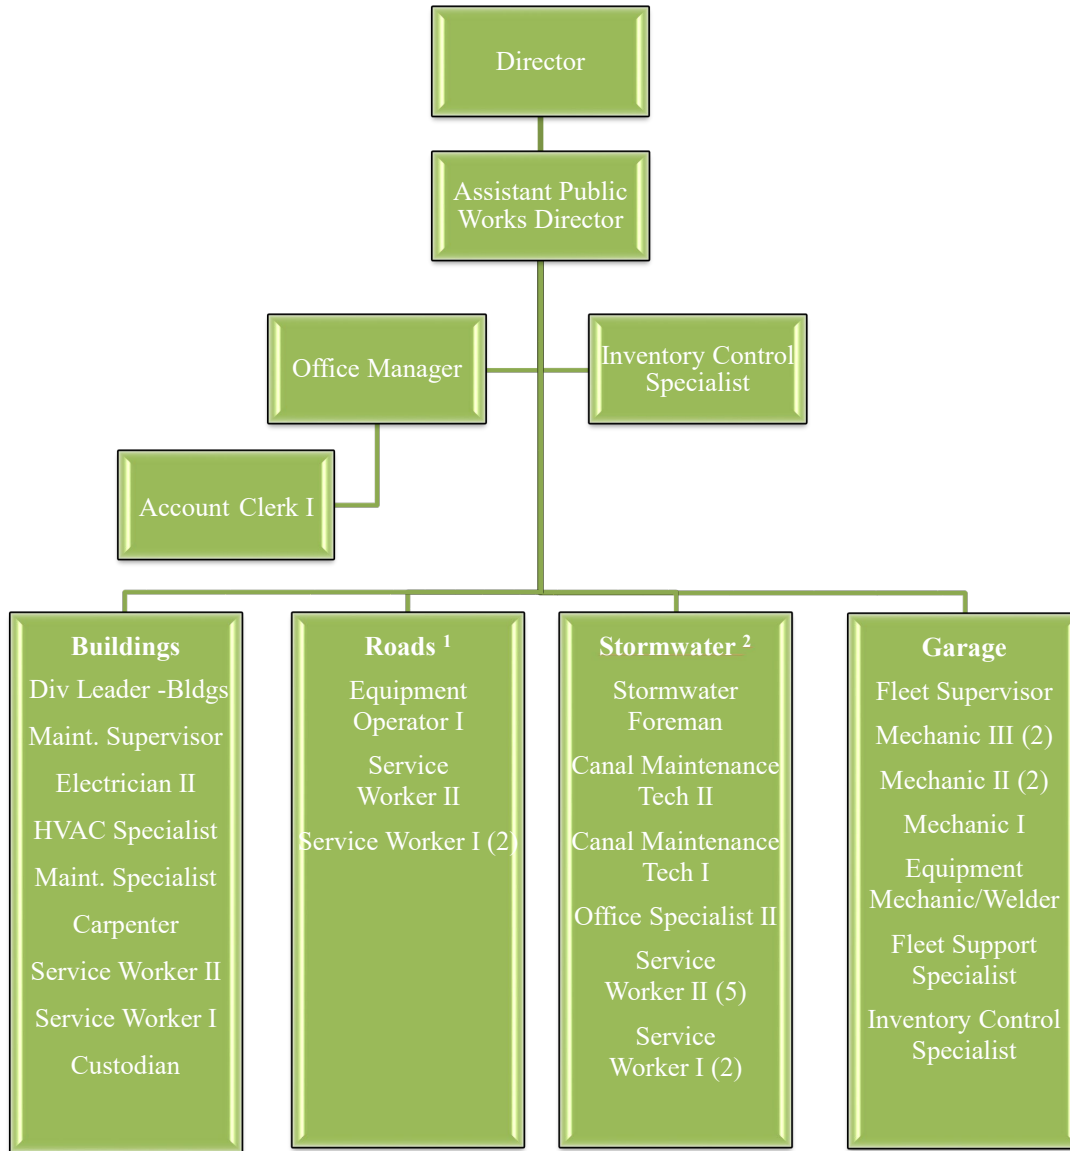 Director
Assistant Public
Works Director
Office Manager
Inventory Control
Specialist
Account Clerk I
Buildings
Div Leader -Bldgs
Maint. Supervisor
Electrician II
HVAC Specialist
Maint. Specialist
Carpenter
Service Worker II
Service Worker I
Custodian
Roads ¹
Equipment
Operator I
Service
Worker II
Service Worker I (2)
Stormwater ²
Stormwater
Foreman
Canal Maintenance
Tech II
Canal Maintenance
Tech I
Office Specialist II
Service
Worker II (5)
Service
Worker I (2)
Garage
Fleet Supervisor
Mechanic III (2)
Mechanic II (2)
Mechanic I
Equipment
Mechanic/Welder
Fleet Support
Specialist
Inventory Control
Specialist